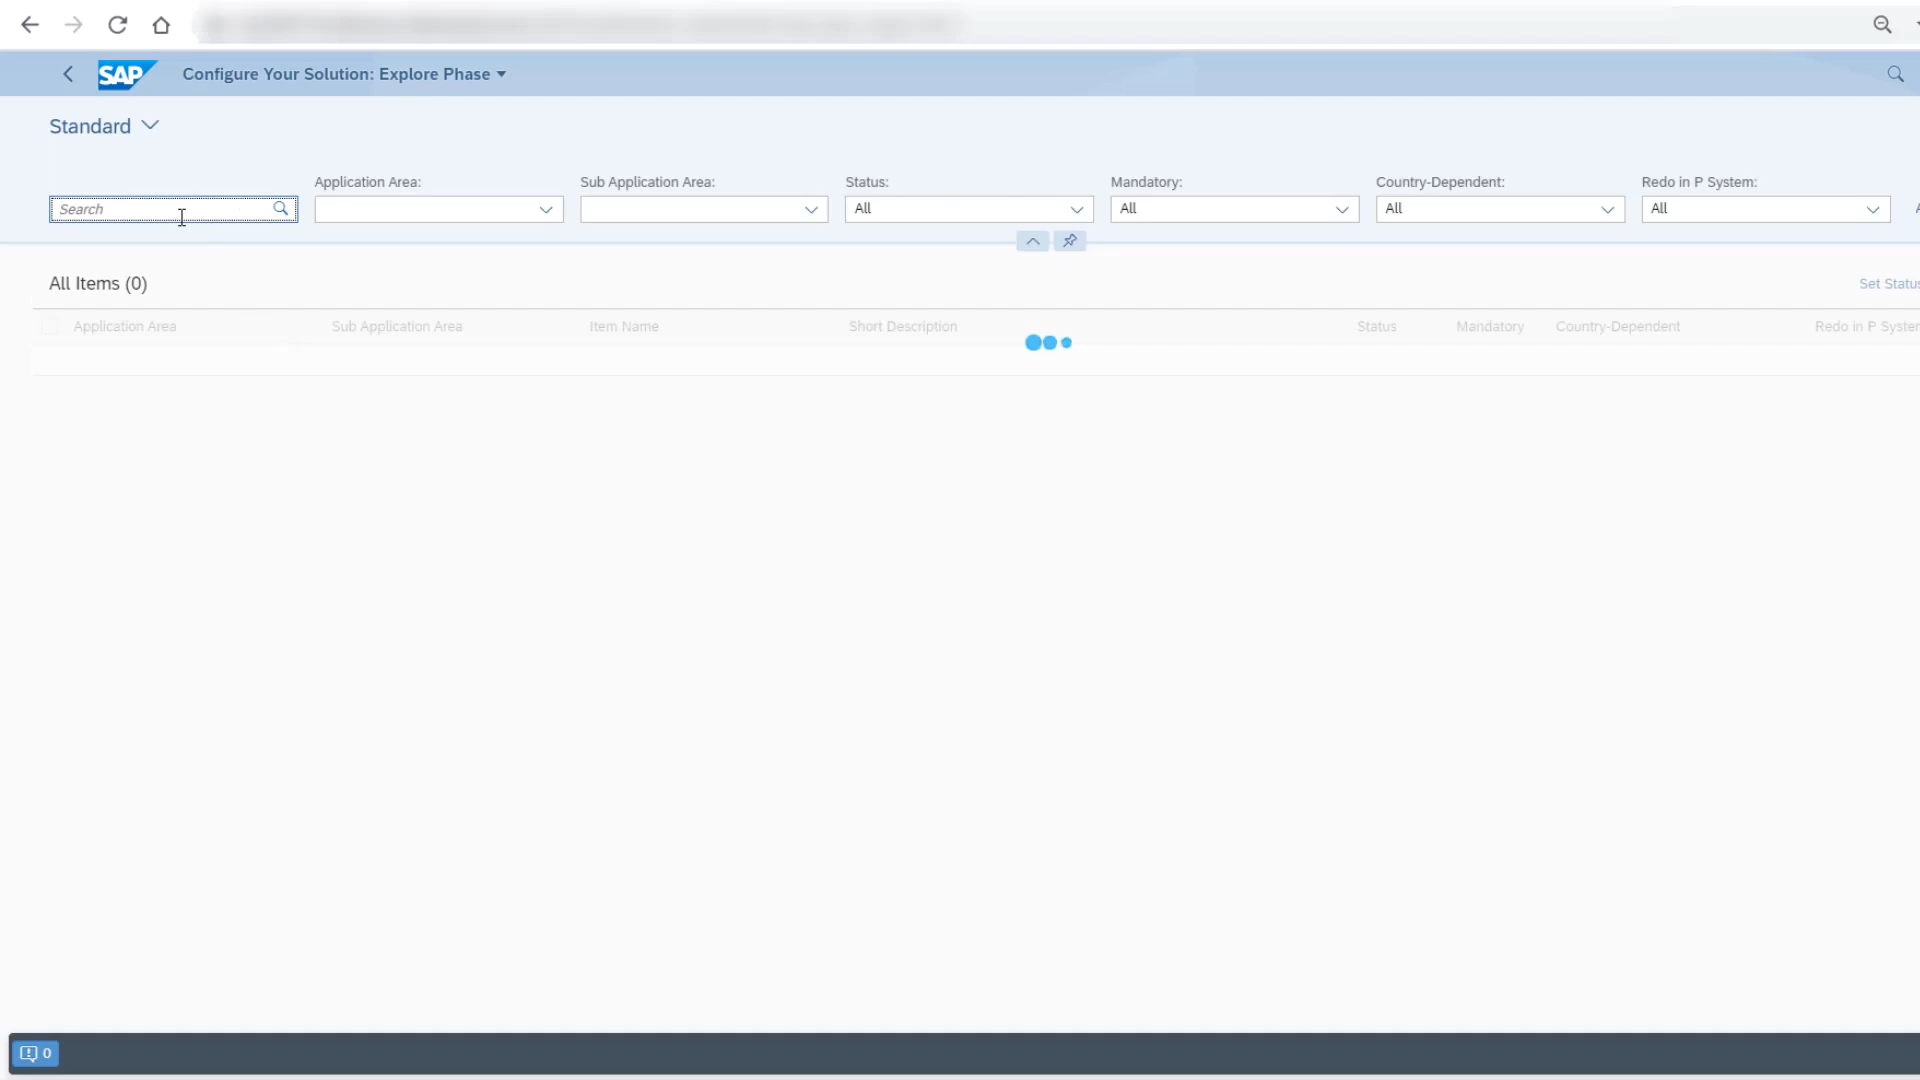 SAP Configure Your Solution: Explore Phase
Standard
Application Area: Sub Application Area: Status: Mandatory: Country-Dependent: Redo in P System:
Search All All All All
All Items (0) Set Status
Application Area Sub Application Area Item Name Short Description Status Mandatory Country-Dependent Redo in P System
0